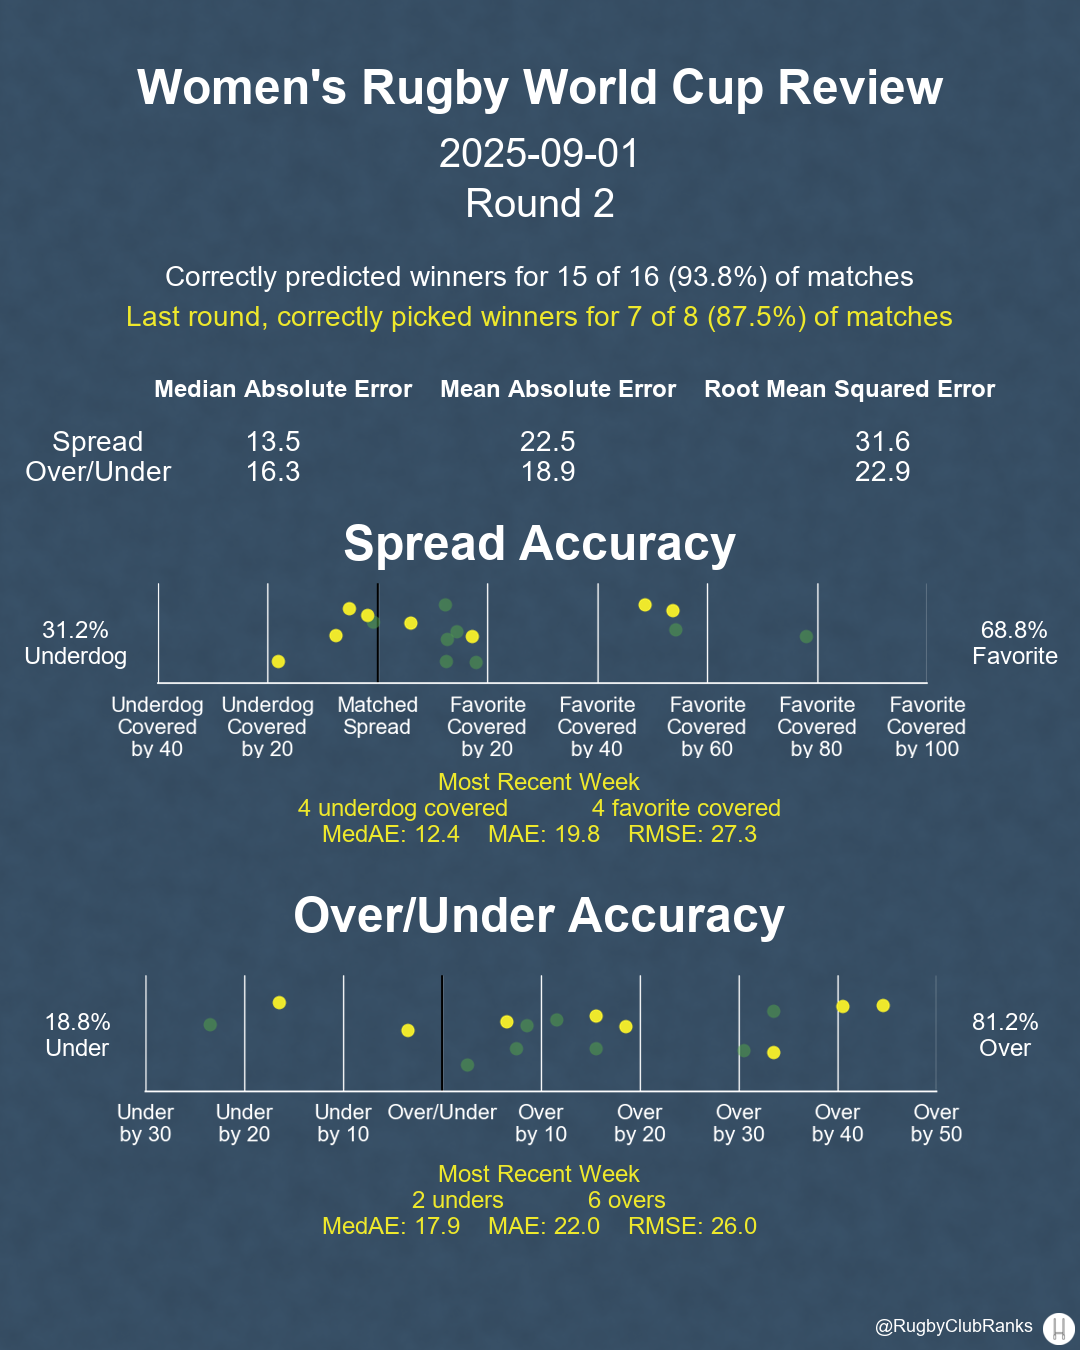 Women's Rugby World Cup Review
2025-09-01
Round 2
Correctly predicted winners for 15 of 16 (93.8%) of matches
Last round, correctly picked winners for 7 of 8 (87.5%) of matches
Median Absolute Error Mean Absolute Error Root Mean Squared Error
Spread 13.5 22.5 31.6
Over/Under 16.3 18.9 22.9
Spread Accuracy
31.2% 68.8%
Underdog Favorite
Underdog Underdog Matched Favorite Favorite Favorite Favorite Favorite
Covered Covered Spread Covered Covered Covered Covered Covered
by 40 by 20 by 20 by 40 by 60 by 80 by 100
Most Recent Week
4 underdog covered 4 favorite covered
MedAE: 12.4 MAE: 19.8 RMSE: 27.3
Over/Under Accuracy
18.8% 81.2%
Under Over
Under Under Under Over/Under Over Over Over Over Over
by 30 by 20 by 10 by 10 by 20 by 30 by 40 by 50
Most Recent Week
2 unders 6 overs
MedAE: 17.9 MAE: 22.0 RMSE: 26.0
@RugbyClubRanks